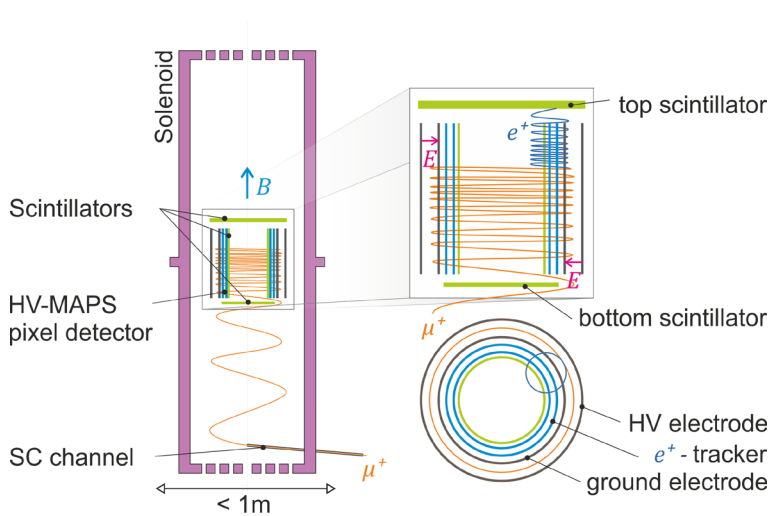 Solenoid
B
Scintillators
HV-MAPS
pixel detector
SC channel
μ⁺
< 1m
top scintillator
e⁺
E
E
μ⁺
bottom scintillator
HV electrode
e⁺ - tracker
ground electrode